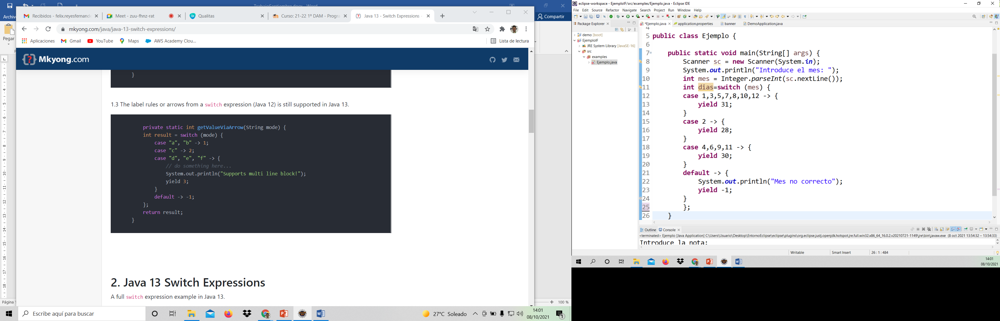 TrabajoSeptiembre.docx - Word
Archiv
Compartir
Pegar
Recibidos - felix.reyesfernand
Meet - zuu-fhnz-rat
Qualitas
Curso: 21-22 1º DAM - Progra
Java 13 - Switch Expressions -
mkyong.com/java/java-13-switch-expressions/
Aplicaciones
Gmail
YouTube
Maps
AWS Academy Clou...
Lista de lectura
Mkyong.com
}
1.3 The label rules or arrows from a switch expression (Java 12) is still supported in Java 13.
private static int getValueViaArrow(String mode) {
int result = switch (mode) {
case "a", "b" -> 1;
case "c" -> 2;
case "d", "e", "f" -> {
// do something here...
System.out.println("Supports multi line block!");
yield 3;
}
default -> -1;
};
return result;
}
2. Java 13 Switch Expressions
A full switch expression example in Java 13.
Página 1
100 %
Escribe aquí para buscar
27°C Soleado
14:01
08/10/2021
1
eclipse-workspace - EjemploIF/src/examples/Ejemplo.java - Eclipse IDE
File Edit Source Refactor Navigate Search Project Run Window Help
Package Explorer
demo [boot]
EjemploIF
JRE System Library [JavaSE-16]
src
examples
Ejemplo.java
*Ejemplo.java
application.properties
banner
DemoApplication.java
4
5 public class Ejemplo {
6
7 public static void main(String[] args) {
8 Scanner sc = new Scanner(System.in);
9 System.out.println("Introduce el mes: ");
10 int mes = Integer.parseInt(sc.nextLine());
11 int dias=switch (mes) {
12 case 1,3,5,7,8,10,12 -> {
13 yield 31;
14 }
15 case 2 -> {
16 yield 28;
17 }
18 case 4,6,9,11 -> {
19 yield 30;
20 }
21 default -> {
22 System.out.println("Mes no correcto");
23 yield -1;
24 }
25 };
26 }
Outline
Console
<terminated> Ejemplo [Java Application] C:\Users\Usuario\Desktop\EntornoEclipse\eclipse\plugins\org.eclipse.justj.openjdk.hotspot.jre.full.win32.x86_64_16.0.2.v20210721-1149\jre\bin\javaw.exe (8 oct 2021 13:54:32 – 13:54:33)
Introduce la nota:
Writable
Smart Insert
26 : 1 : 484
14:01
08/10/2021